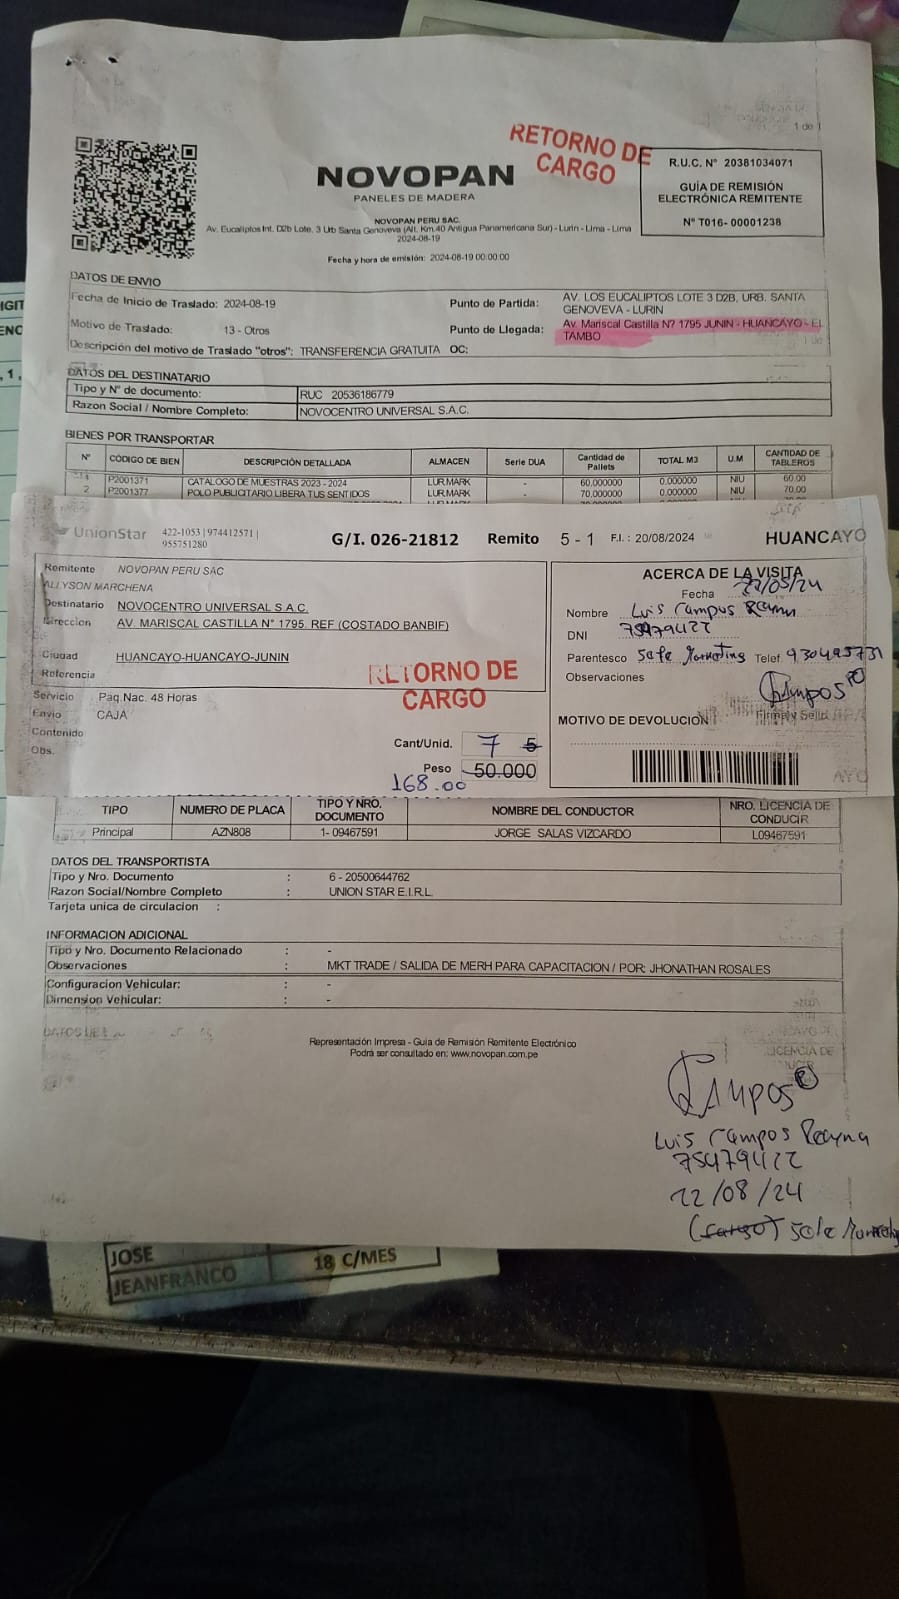 1 de 1
RETORNO DE
CARGO
NOVOPAN
PANELES DE MADERA
R.U.C. N° 20381034071
GUÍA DE REMISIÓN
ELECTRÓNICA REMITENTE
N° T016- 00001238
NOVOPAN PERU SAC.
Av. Eucaliptos Int. D2b Lote. 3 Urb Santa Genoveva (Alt. Km.40 Antigua Panamericana Sur) - Lurin - Lima - Lima
2024-08-19
Fecha y hora de emisión: 2024-08-19 00:00:00
DATOS DE ENVIO
Fecha de Inicio de Traslado: 2024-08-19
Punto de Partida: AV. LOS EUCALIPTOS LOTE 3 D2B, URB. SANTA
GENOVEVA - LURIN
Motivo de Traslado: 13 - Otros
Punto de Llegada: Av. Mariscal Castilla N? 1795 JUNIN - HUANCAYO - EL
TAMBO
Descripción del motivo de Traslado "otros": TRANSFERENCIA GRATUITA OC:
DATOS DEL DESTINATARIO
Tipo y N° de documento: RUC 20536186779
Razon Social / Nombre Completo: NOVOCENTRO UNIVERSAL S.A.C.
BIENES POR TRANSPORTAR
N° CÓDIGO DE BIEN DESCRIPCIÓN DETALLADA ALMACEN Serie DUA Cantidad de Pallets TOTAL M3 U.M CANTIDAD DE TABLEROS
P2001371 CATALOGO DE MUESTRAS 2023 - 2024 LUR.MARK - 60.000000 0.000000 NIU 60.00
2 P2001377 POLO PUBLICITARIO LIBERA TUS SENTIDOS LUR.MARK - 70.000000 0.000000 NIU 70.00
UnionStar 422-1053 | 974412571 |
955751280
G/I. 026-21812 Remito 5 - 1 F.I.: 20/08/2024 HUANCAYO
Remitente NOVOPAN PERU SAC
ALLYSON MARCHENA
Destinatario NOVOCENTRO UNIVERSAL S.A.C.
Direccion AV. MARISCAL CASTILLA N° 1795. REF (COSTADO BANBIF)
Ciudad HUANCAYO-HUANCAYO-JUNIN
Referencia
RETORNO DE
CARGO
Servicio Paq.Nac. 48 Horas
Envio CAJA
Contenido
Obs.
Cant/Unid. 7 5
Peso 50.000
168.00
ACERCA DE LA VISITA
Fecha
Nombre Luis Campos Reyna
DNI 75479422
Parentesco Jefe Marketing Telef. 930495731
Observaciones
Campos
Firma y Sello
MOTIVO DE DEVOLUCION
TIPO NUMERO DE PLACA TIPO Y NRO. DOCUMENTO NOMBRE DEL CONDUCTOR NRO. LICENCIA DE CONDUCIR
Principal AZN808 1- 09467591 JORGE SALAS VIZCARDO L09467591
DATOS DEL TRANSPORTISTA
Tipo y Nro. Documento : 6 - 20500644762
Razon Social/Nombre Completo : UNION STAR E.I.R.L.
Tarjeta unica de circulacion :
INFORMACION ADICIONAL
Tipo y Nro. Documento Relacionado : -
Observaciones : MKT TRADE / SALIDA DE MERH PARA CAPACITACION / POR: JHONATHAN ROSALES
Configuracion Vehicular: : -
Dimension Vehicular: : -
Representación Impresa - Guia de Remisión Remitente Electrónico
Podrá ser consultado en: www.novopan.com.pe
Campos
Luis Campos Reyna
75479422
22/08/24
(cargo) Jefe Marketing
JOSE
JEANFRANCO 18 C/MES